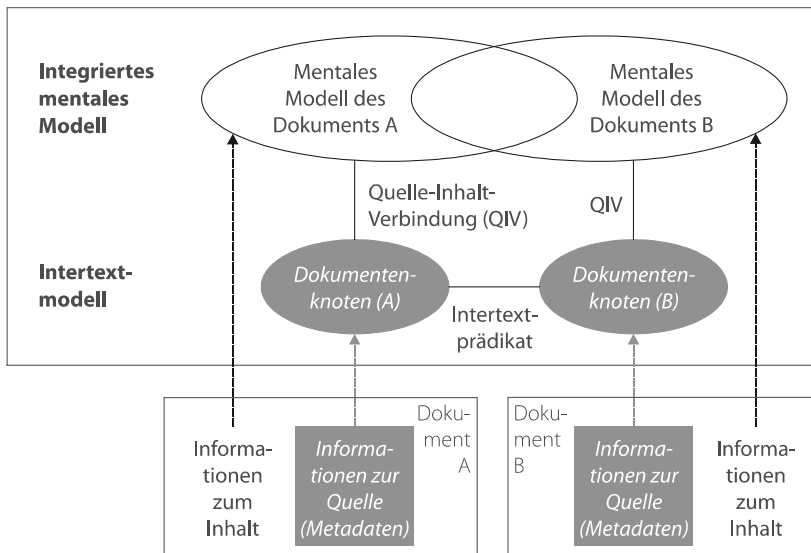 Integriertes
mentales
Modell
Mentales
Modell des
Dokuments A
Mentales
Modell des
Dokuments B
Quelle-Inhalt-
Verbindung (QIV)
QIV
Intertext-
modell
Dokumenten-
knoten (A)
Dokumenten-
knoten (B)
Intertext-
prädikat
Informa-
tionen
zum
Inhalt
Informa-
tionen zur
Quelle
(Metadaten)
Doku-
ment
A
Doku-
ment
B
Informa-
tionen zur
Quelle
(Metadaten)
Informa-
tionen
zum
Inhalt